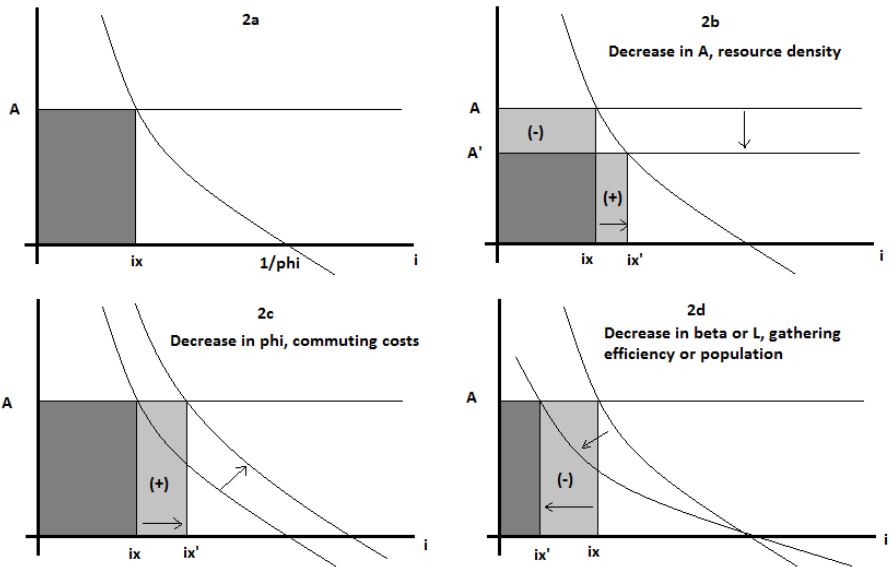 2a
A
ix
1/phi
i
2b
Decrease in A, resource density
A
(-)
A'
(+)
ix
ix'
i
2c
Decrease in phi, commuting costs
A
(+)
ix
ix'
i
2d
Decrease in beta or L, gathering
efficiency or population
A
(-)
ix'
ix
i